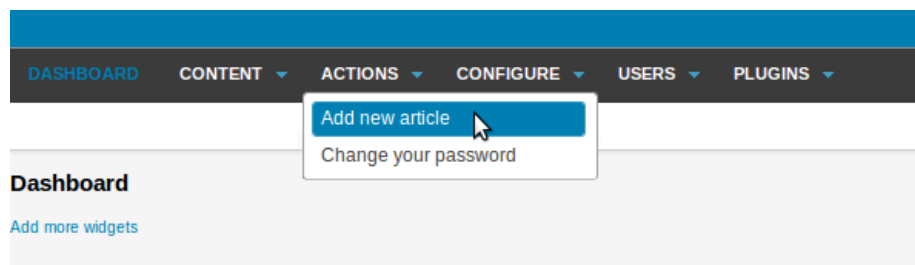 DASHBOARD CONTENT ACTIONS CONFIGURE USERS PLUGINS
Add new article
Change your password
Dashboard
Add more widgets